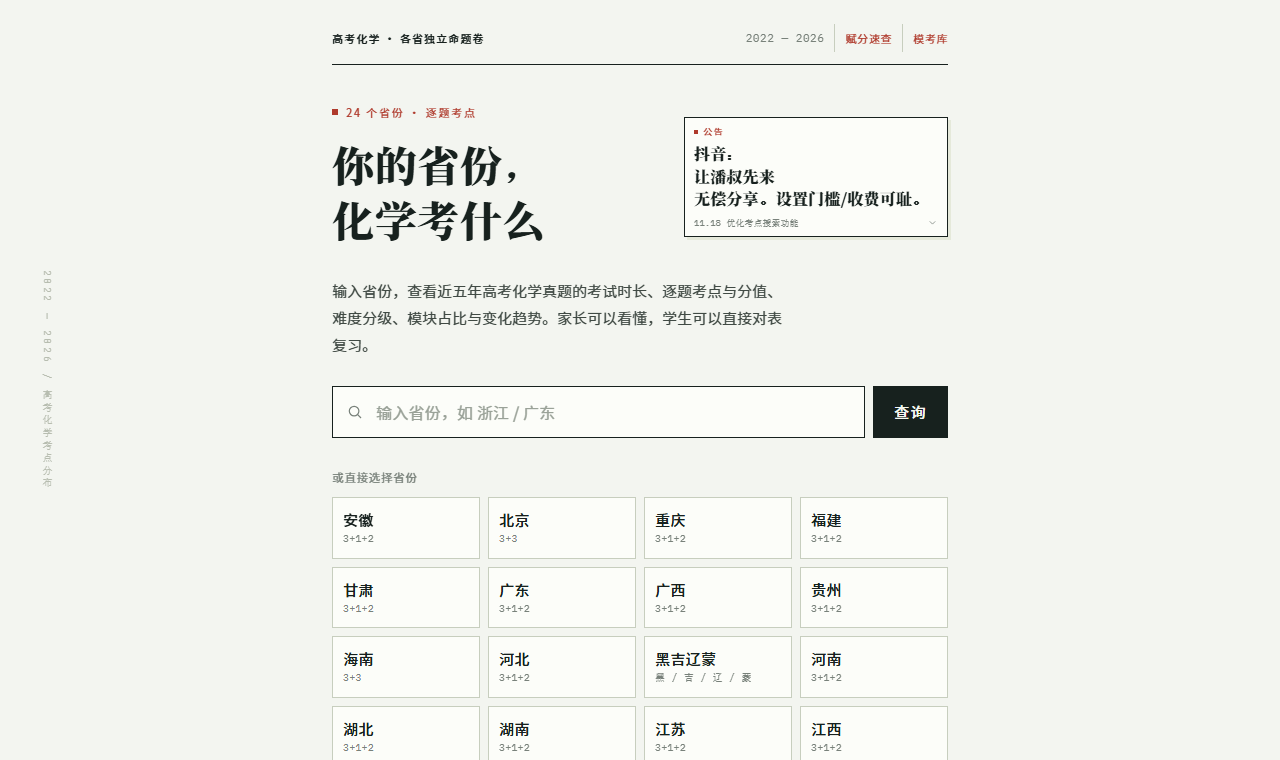 高考化学 · 各省独立命题卷
2022 — 2026
赋分速查
模考库
24 个省份 · 逐题考点
你的省份，
化学考什么
公告
抖音：
让潘叔先来
无偿分享。设置门槛/收费可耻。
11.18 优化考点搜索功能
2022 — 2026 / 高考化学考点分布
输入省份，查看近五年高考化学真题的考试时长、逐题考点与分值、
难度分级、模块占比与变化趋势。家长可以看懂，学生可以直接对表
复习。
输入省份，如 浙江 / 广东
查询
或直接选择省份
安徽
3+1+2
北京
3+3
重庆
3+1+2
福建
3+1+2
甘肃
3+1+2
广东
3+1+2
广西
3+1+2
贵州
3+1+2
海南
3+3
河北
3+1+2
黑吉辽蒙
黑 / 吉 / 辽 / 蒙
河南
3+1+2
湖北
3+1+2
湖南
3+1+2
江苏
3+1+2
江西
3+1+2